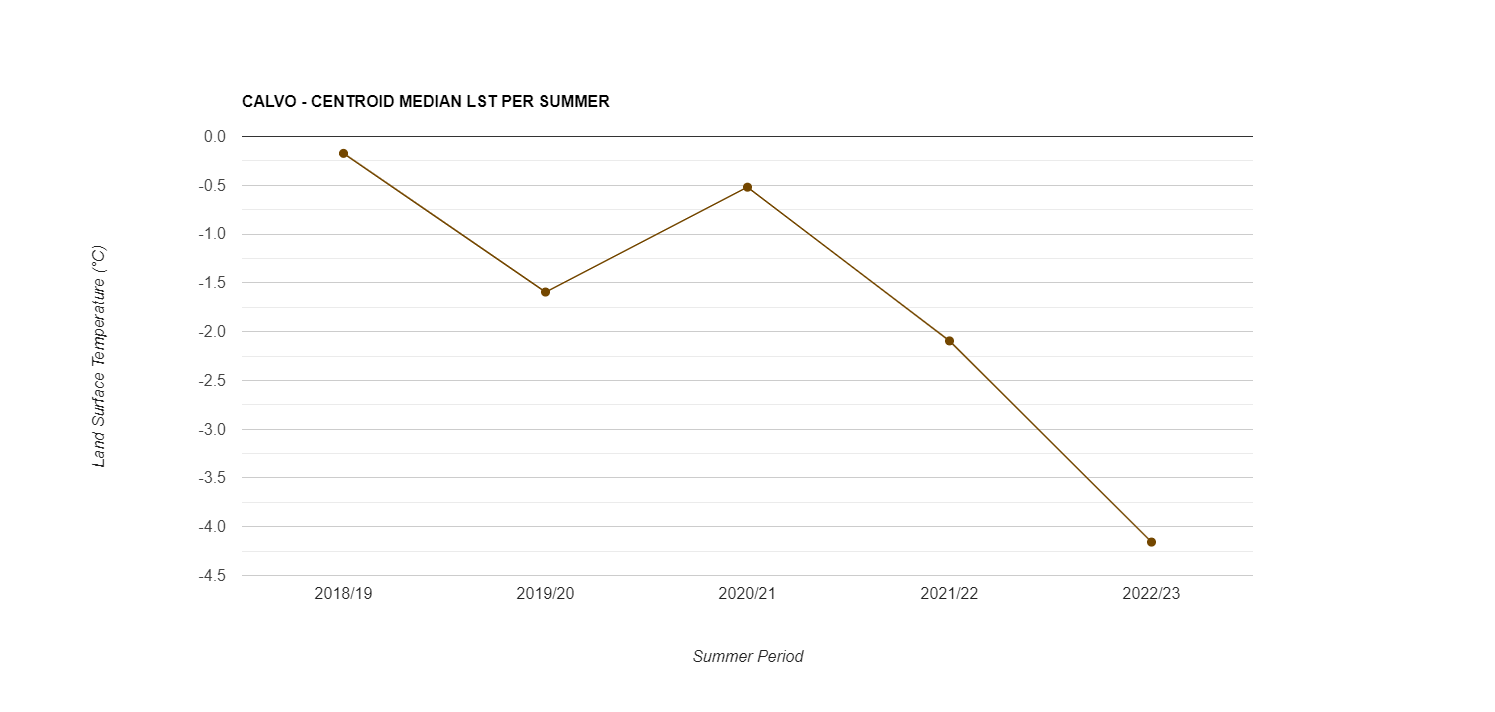 CALVO - CENTROID MEDIAN LST PER SUMMER
0.0
-0.5
-1.0
-1.5
-2.0
-2.5
-3.0
-3.5
-4.0
-4.5
Land Surface Temperature (°C)
2018/19 2019/20 2020/21 2021/22 2022/23
Summer Period